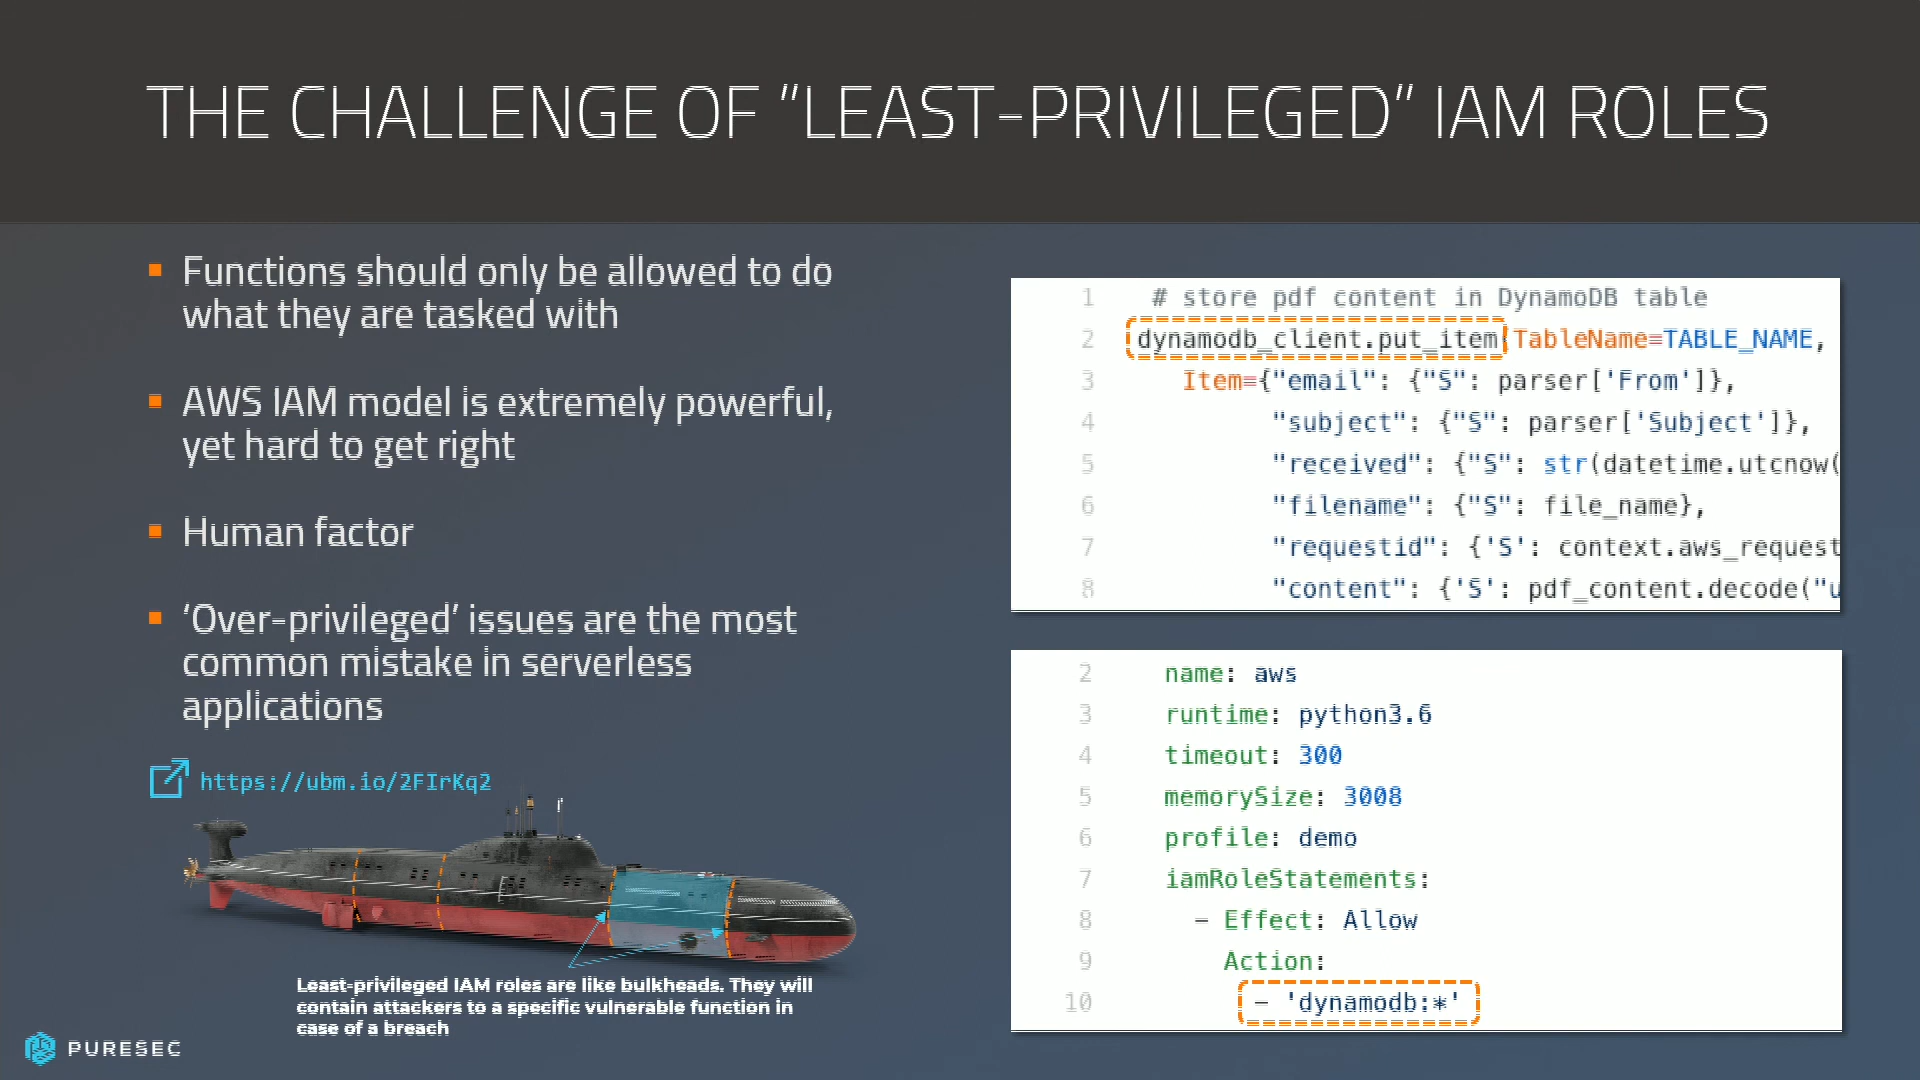 THE CHALLENGE OF "LEAST-PRIVILEGED" IAM ROLES
Functions should only be allowed to do
what they are tasked with
AWS IAM model is extremely powerful,
yet hard to get right
Human factor
‘Over-privileged’ issues are the most
common mistake in serverless
applications
https://ubm.io/2FIrKq2
Least-privileged IAM roles are like bulkheads. They will
contain attackers to a specific vulnerable function in
case of a breach
PURESEC
1 # store pdf content in DynamoDB table
2 dynamodb_client.put_item(TableName=TABLE_NAME,
3 Item={"email": {"S": parser['From']},
4 "subject": {"S": parser['Subject']},
5 "received": {"S": str(datetime.utcnow(
6 "filename": {"S": file_name},
7 "requestid": {'S': context.aws_request
8 "content": {'S': pdf_content.decode("u
2 name: aws
3 runtime: python3.6
4 timeout: 300
5 memorySize: 3008
6 profile: demo
7 iamRoleStatements:
8 - Effect: Allow
9 Action:
10 - 'dynamodb:*'